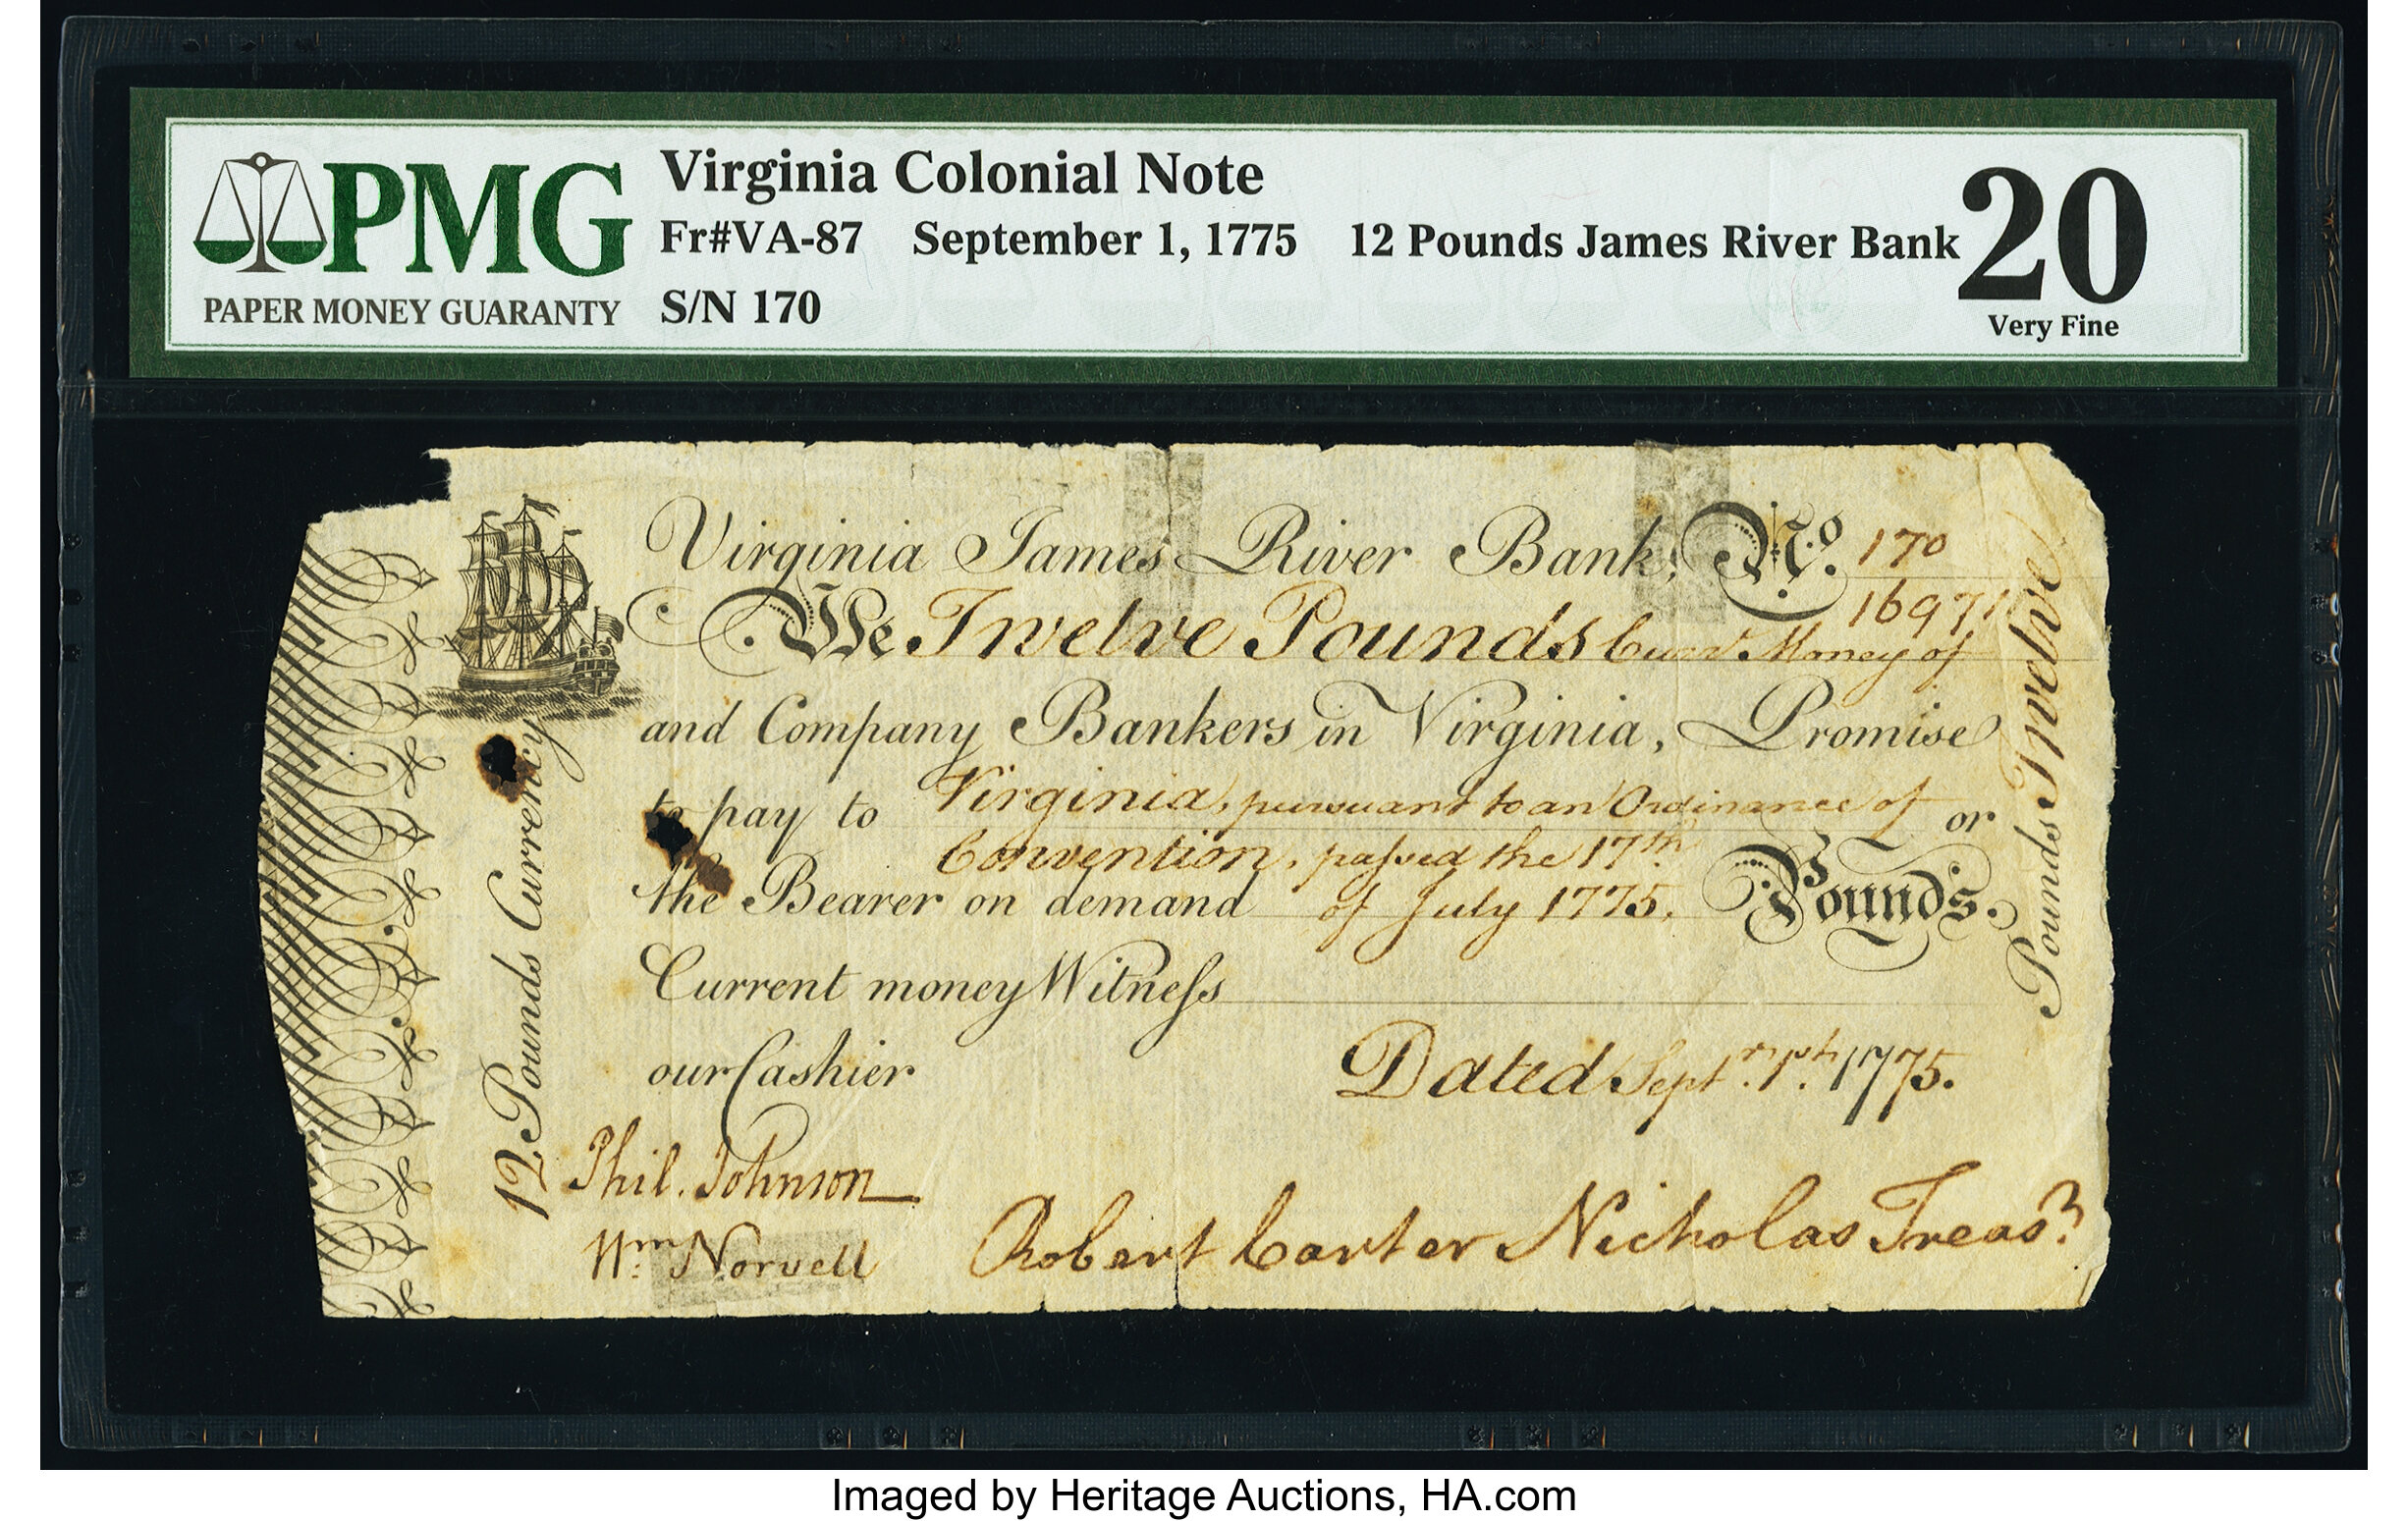 PMG
PAPER MONEY GUARANTY
Virginia Colonial Note
Fr#VA-87 September 1, 1775 12 Pounds James River Bank
S/N 170
20
Very Fine
Virginia James River Bank, No. 170
16971
We Twelve Pounds Curr.t Money of
and Company Bankers in Virginia, Promise
to pay to Virginia, pursuant to an Ordinance of or
Convention, paſsed the 17th
the Bearer on demand of July 1775. Pounds.
Current money Witneſs
our Cashier Dated Sept.r 1st. 1775.
Phil. Johnson
Wm: Norvell
Robert Carter Nicholas Treas.r
12 Pounds Currency
Pounds Twelve
Imaged by Heritage Auctions, HA.com